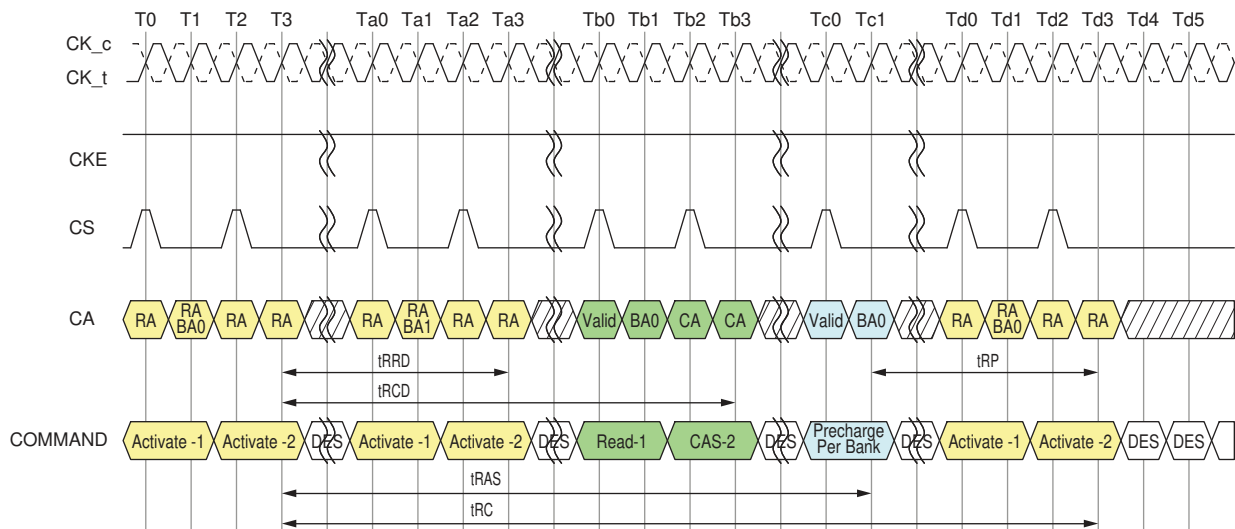 T0 T1 T2 T3 Ta0 Ta1 Ta2 Ta3 Tb0 Tb1 Tb2 Tb3 Tc0 Tc1 Td0 Td1 Td2 Td3 Td4 Td5
CK_c
CK_t
CKE
CS
CA RA RA BA0 RA RA RA RA BA1 RA RA Valid BA0 CA CA Valid BA0 RA RA BA0 RA RA
tRRD tRP
tRCD
COMMAND Activate -1 Activate -2 DES Activate -1 Activate -2 DES Read-1 CAS-2 DES Precharge Per Bank DES Activate -1 Activate -2 DES DES
tRAS
tRC